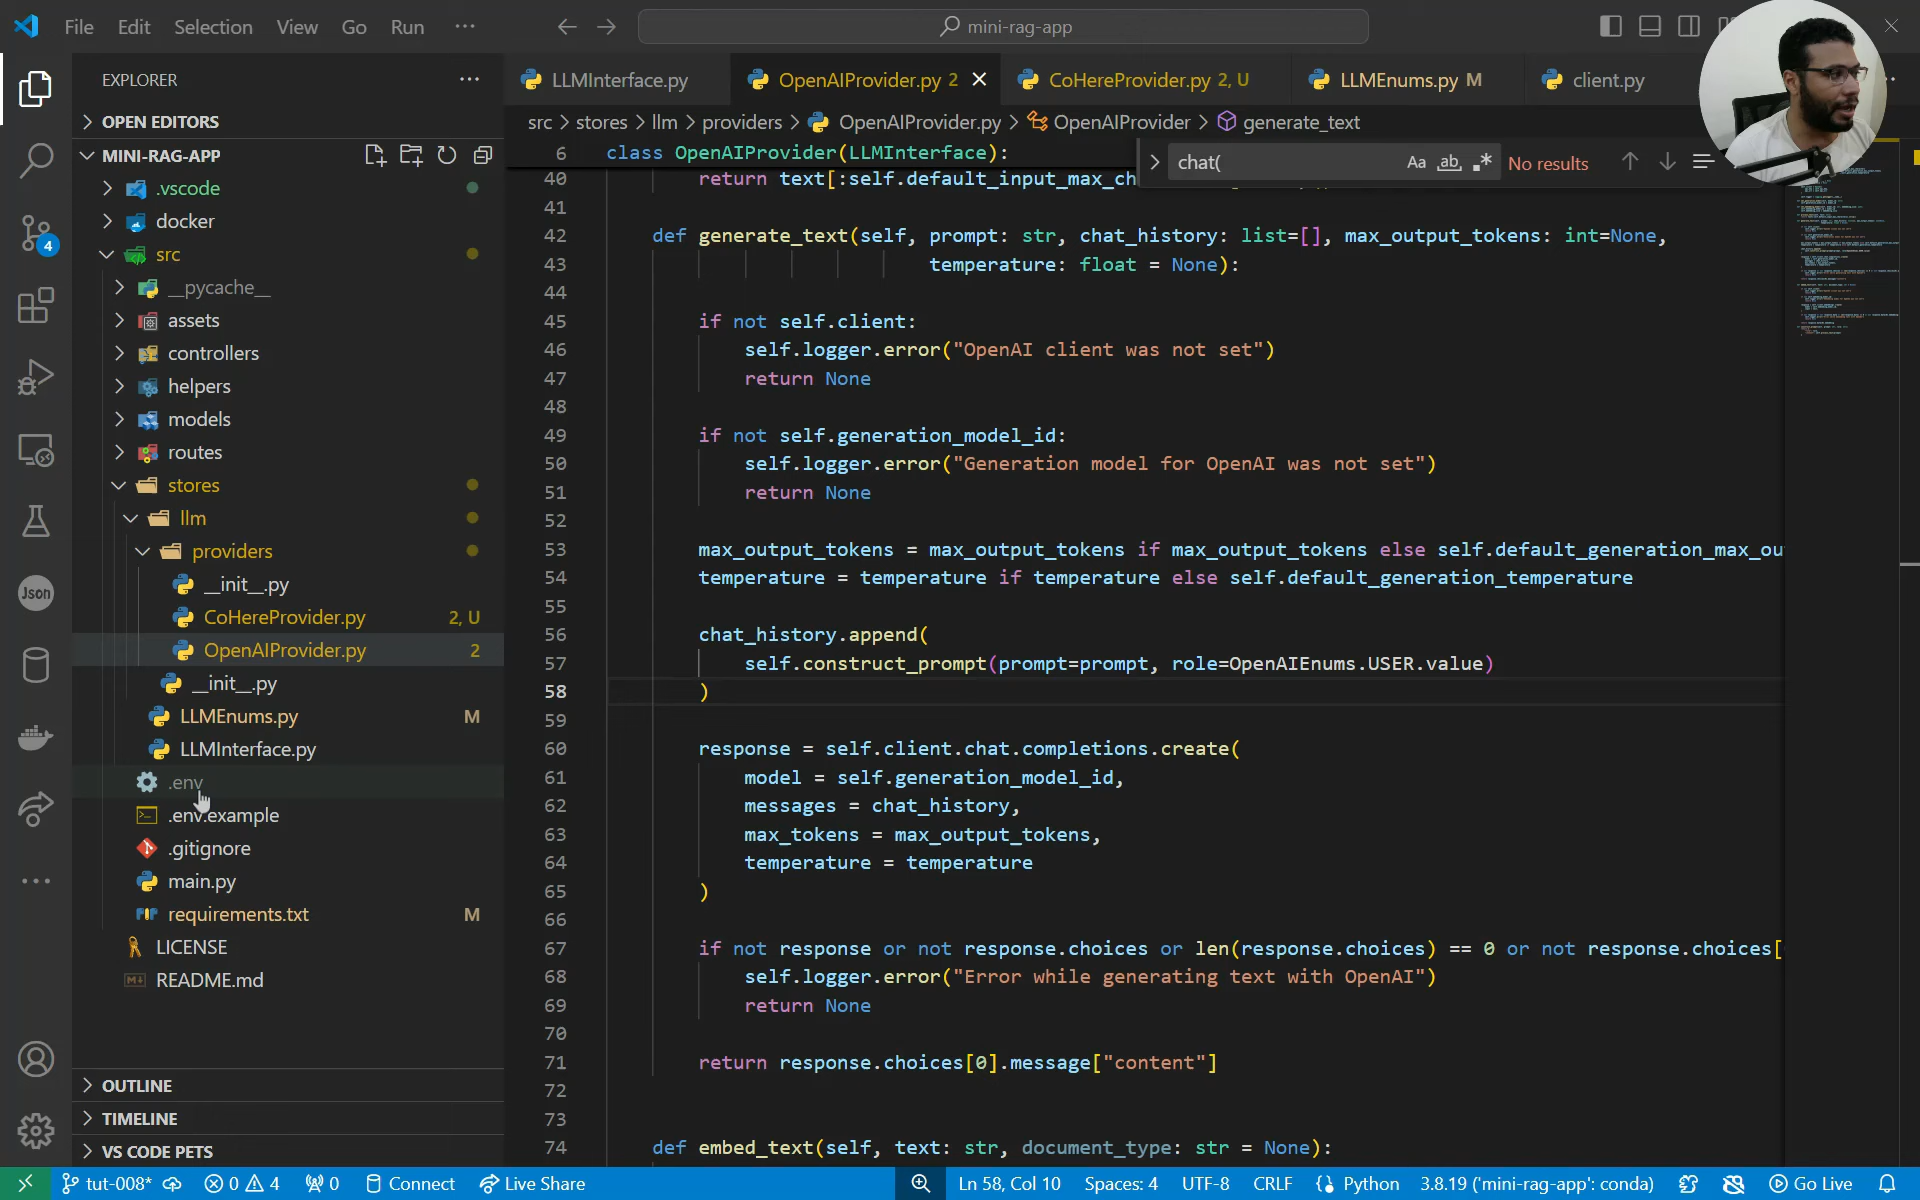 File Edit Selection View Go Run ···
mini-rag-app
EXPLORER
OPEN EDITORS
MINI-RAG-APP
.vscode
docker
src
__pycache__
assets
controllers
helpers
models
routes
stores
llm
providers
__init__.py
CoHereProvider.py 2, U
OpenAIProvider.py 2
__init__.py
LLMEnums.py M
LLMInterface.py
.env
.env.example
.gitignore
main.py
requirements.txt M
LICENSE
README.md
OUTLINE
TIMELINE
VS CODE PETS
4
Json
LLMInterface.py OpenAIProvider.py 2 CoHereProvider.py 2, U LLMEnums.py M client.py
src > stores > llm > providers > OpenAIProvider.py > OpenAIProvider > generate_text
chat( Aa ab .* No results
6 class OpenAIProvider(LLMInterface):
40 return text[:self.default_input_max_ch
41
42 def generate_text(self, prompt: str, chat_history: list=[], max_output_tokens: int=None,
43 temperature: float = None):
44
45 if not self.client:
46 self.logger.error("OpenAI client was not set")
47 return None
48
49 if not self.generation_model_id:
50 self.logger.error("Generation model for OpenAI was not set")
51 return None
52
53 max_output_tokens = max_output_tokens if max_output_tokens else self.default_generation_max_ou
54 temperature = temperature if temperature else self.default_generation_temperature
55
56 chat_history.append(
57 self.construct_prompt(prompt=prompt, role=OpenAIEnums.USER.value)
58 )
59
60 response = self.client.chat.completions.create(
61 model = self.generation_model_id,
62 messages = chat_history,
63 max_tokens = max_output_tokens,
64 temperature = temperature
65 )
66
67 if not response or not response.choices or len(response.choices) == 0 or not response.choices[
68 self.logger.error("Error while generating text with OpenAI")
69 return None
70
71 return response.choices[0].message["content"]
72
73
74 def embed_text(self, text: str, document_type: str = None):
tut-008* 0 4 0 Connect Live Share Ln 58, Col 10 Spaces: 4 UTF-8 CRLF Python 3.8.19 ('mini-rag-app': conda) Go Live